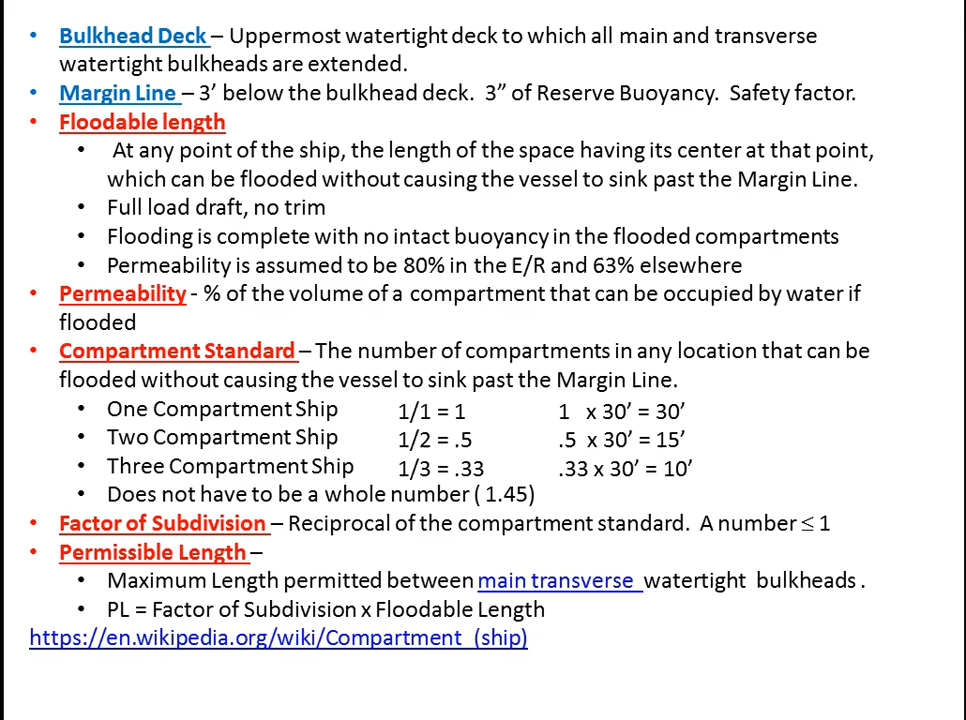 • Bulkhead Deck – Uppermost watertight deck to which all main and transverse
watertight bulkheads are extended.
• Margin Line – 3’ below the bulkhead deck. 3” of Reserve Buoyancy. Safety factor.
• Floodable length
• At any point of the ship, the length of the space having its center at that point,
which can be flooded without causing the vessel to sink past the Margin Line.
• Full load draft, no trim
• Flooding is complete with no intact buoyancy in the flooded compartments
• Permeability is assumed to be 80% in the E/R and 63% elsewhere
• Permeability - % of the volume of a compartment that can be occupied by water if
flooded
• Compartment Standard – The number of compartments in any location that can be
flooded without causing the vessel to sink past the Margin Line.
• One Compartment Ship 1/1 = 1 1 x 30’ = 30’
• Two Compartment Ship 1/2 = .5 .5 x 30’ = 15’
• Three Compartment Ship 1/3 = .33 .33 x 30’ = 10’
• Does not have to be a whole number ( 1.45)
• Factor of Subdivision – Reciprocal of the compartment standard. A number ≤ 1
• Permissible Length –
• Maximum Length permitted between main transverse watertight bulkheads .
• PL = Factor of Subdivision x Floodable Length
https://en.wikipedia.org/wiki/Compartment_(ship)